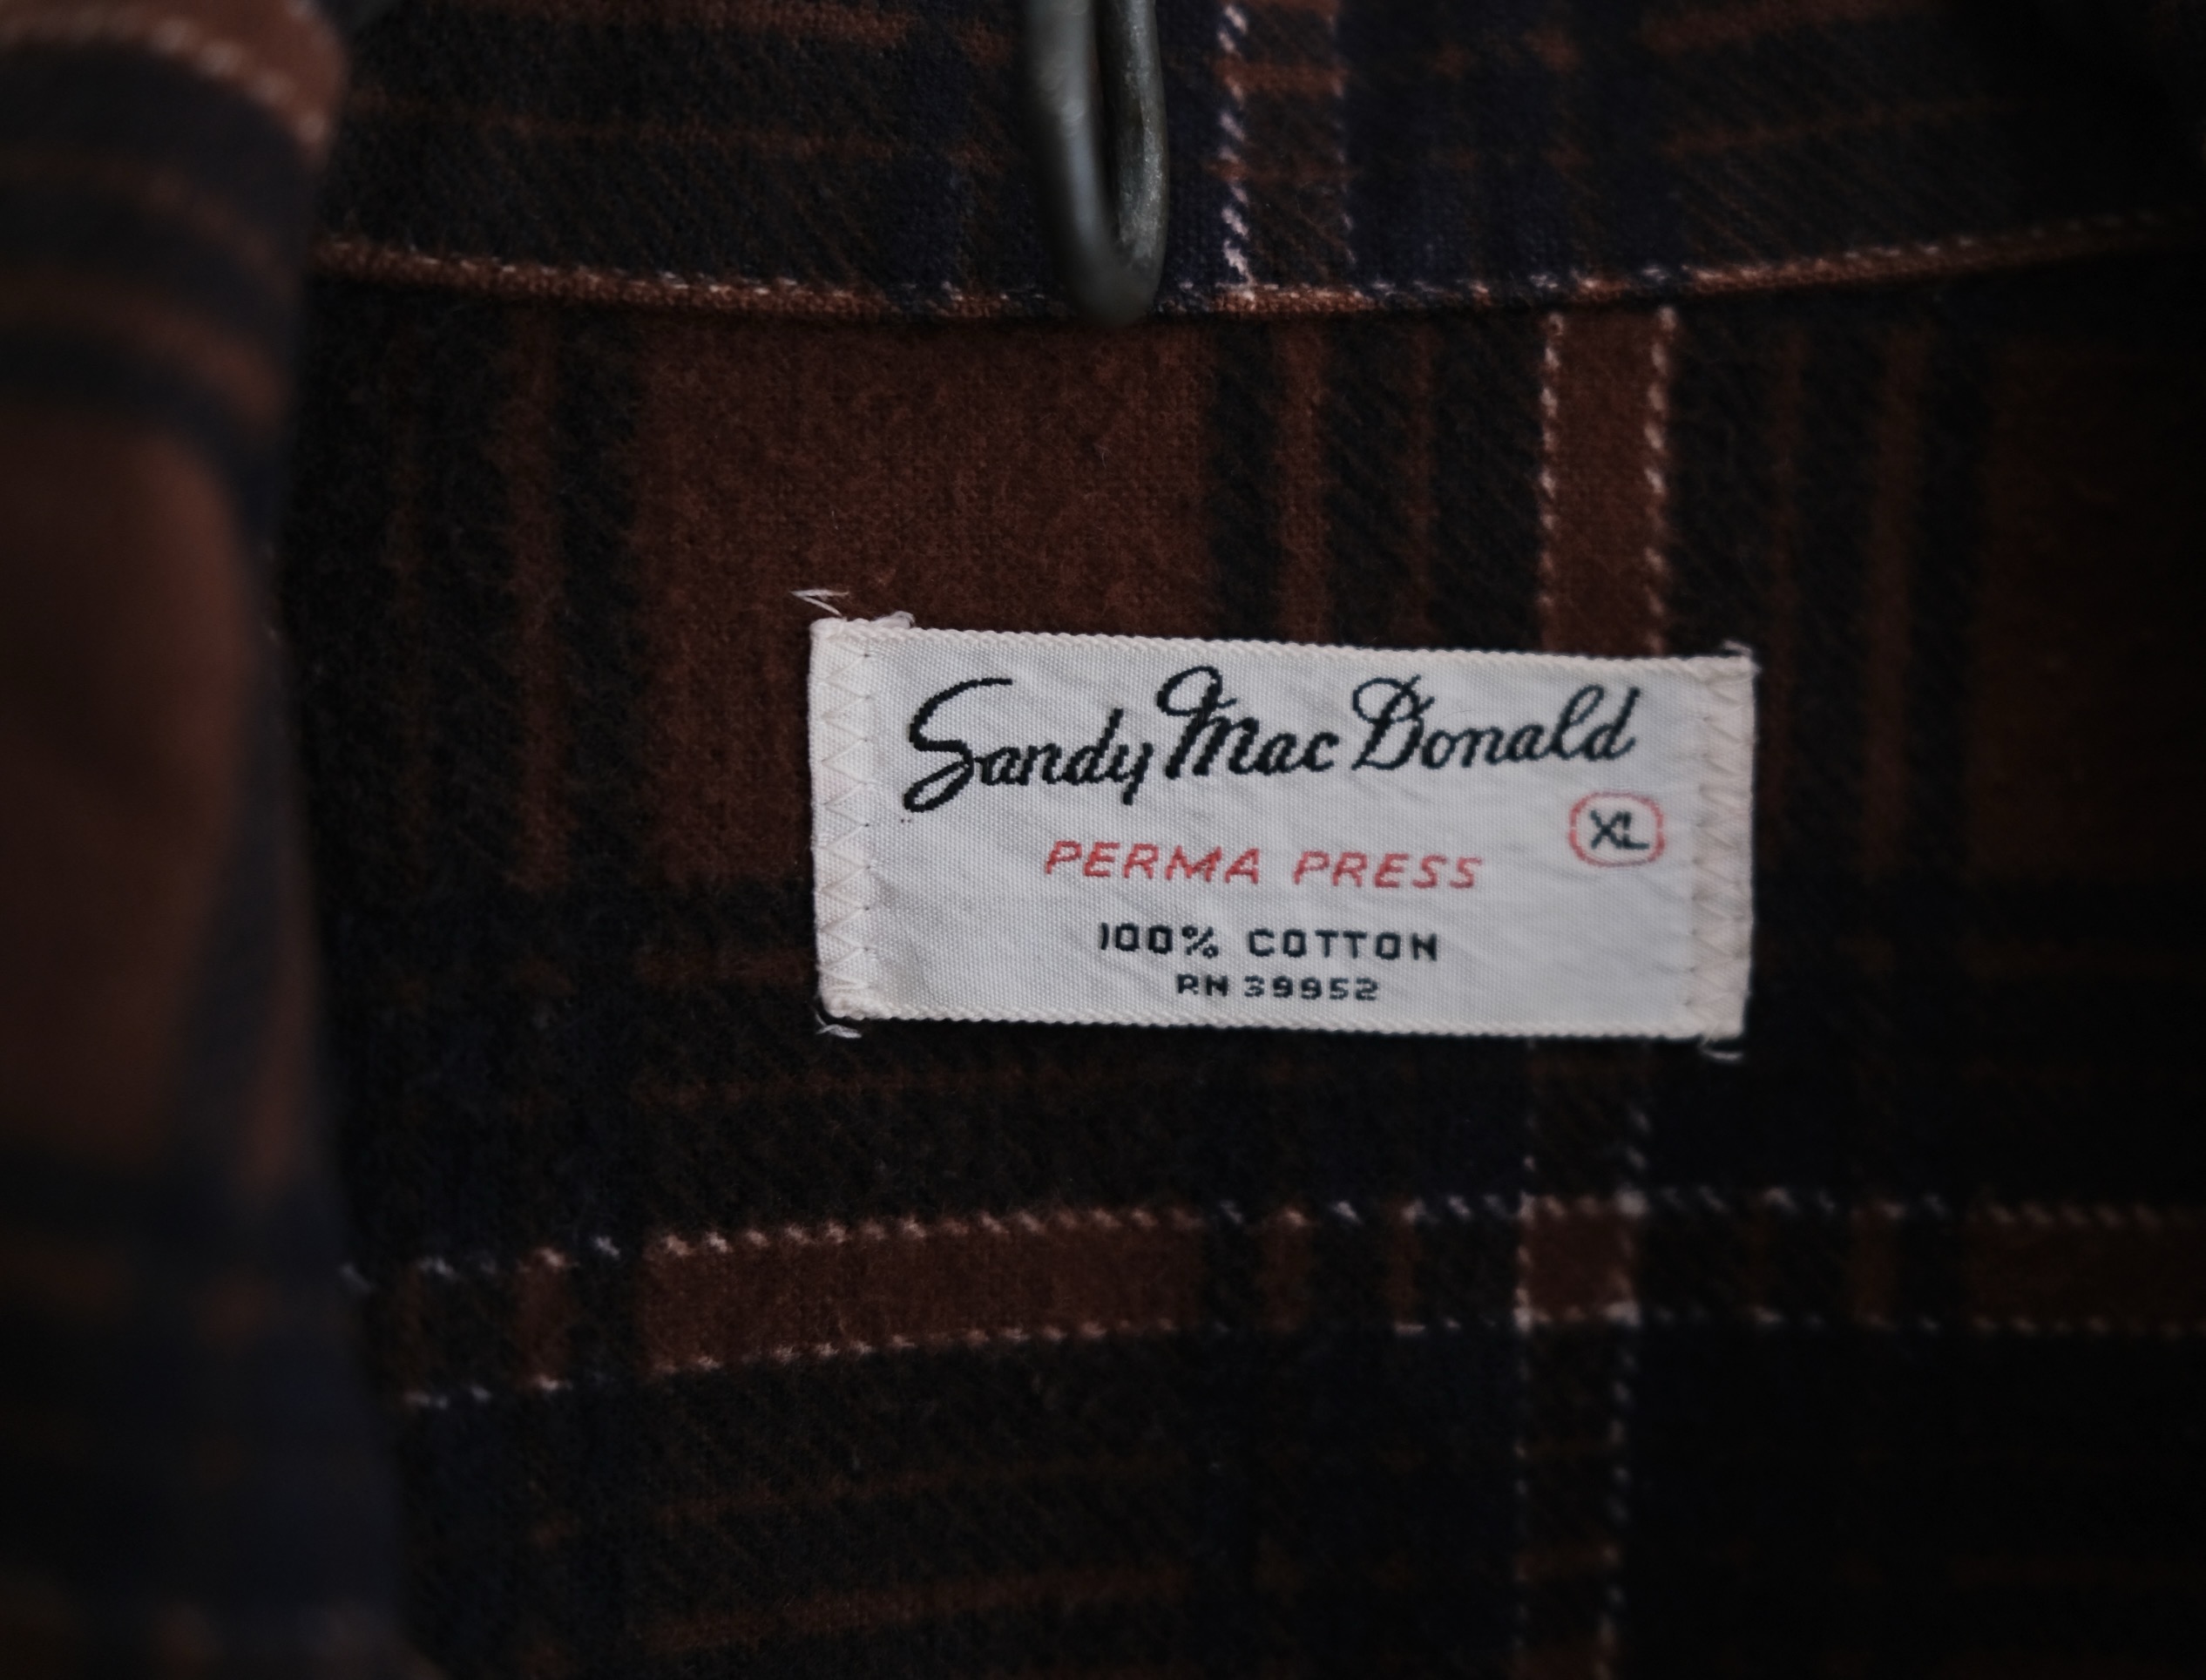 Sandy Mac Donald
XL
PERMA PRESS
100% COTTON
RN 39952